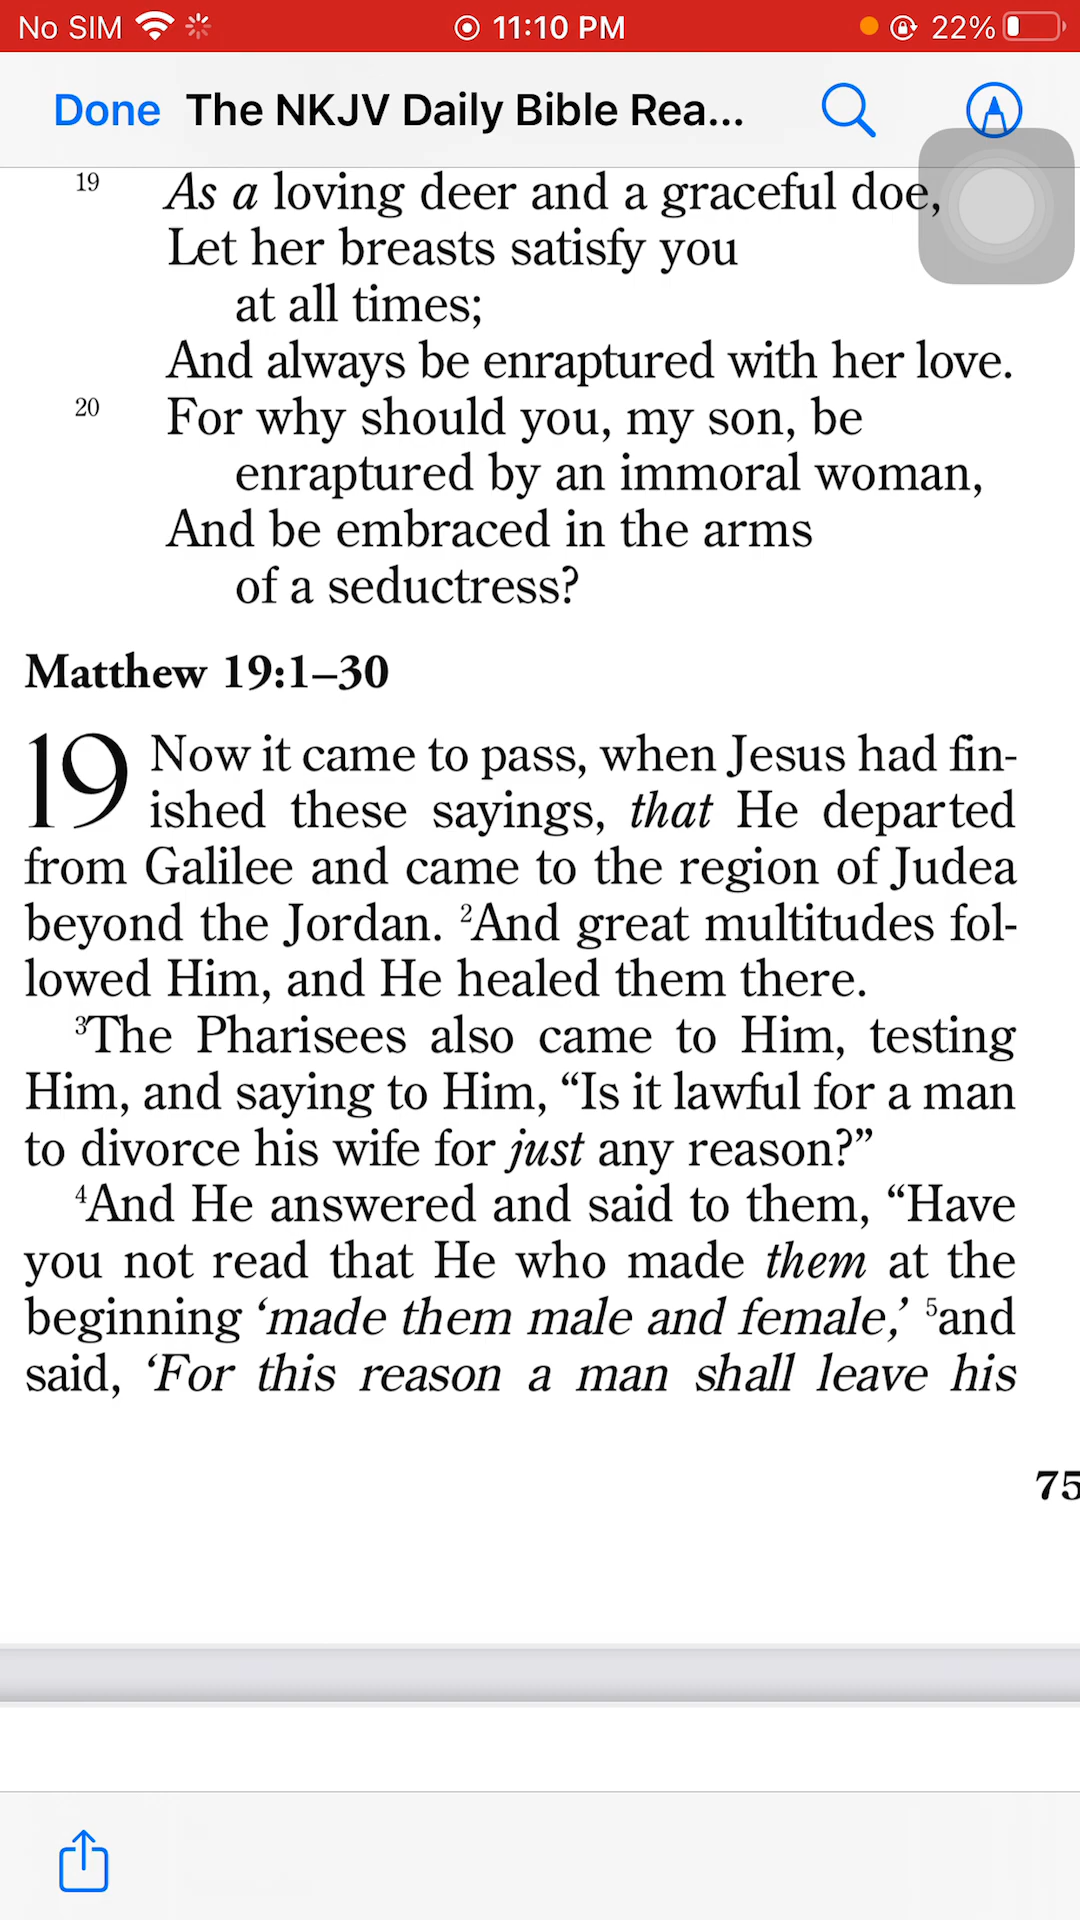 No SIM 11:10 PM 22%
Done The NKJV Daily Bible Rea...
19 As a loving deer and a graceful doe,
Let her breasts satisfy you
at all times;
And always be enraptured with her love.
20 For why should you, my son, be
enraptured by an immoral woman,
And be embraced in the arms
of a seductress?
Matthew 19:1–30
19 Now it came to pass, when Jesus had fin-
ished these sayings, that He departed
from Galilee and came to the region of Judea
beyond the Jordan. ²And great multitudes fol-
lowed Him, and He healed them there.
³The Pharisees also came to Him, testing
Him, and saying to Him, “Is it lawful for a man
to divorce his wife for just any reason?”
⁴And He answered and said to them, “Have
you not read that He who made them at the
beginning ‘made them male and female,’ ⁵and
said, ‘For this reason a man shall leave his
75